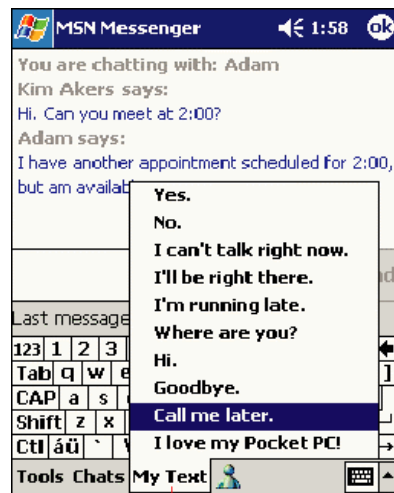 MSN Messenger 1:58 ok
You are chatting with: Adam
Kim Akers says:
Hi. Can you meet at 2:00?
Adam says:
I have another appointment scheduled for 2:00,
but am
Yes.
No.
I can't talk right now.
I'll be right there.
I'm running late.
Where are you?
Hi.
Goodbye.
Call me later.
I love my Pocket PC!
Last message
123 1 2 3
Tab q w e ]
CAP a s
Shift z x
Ctl áü `
Tools Chats My Text